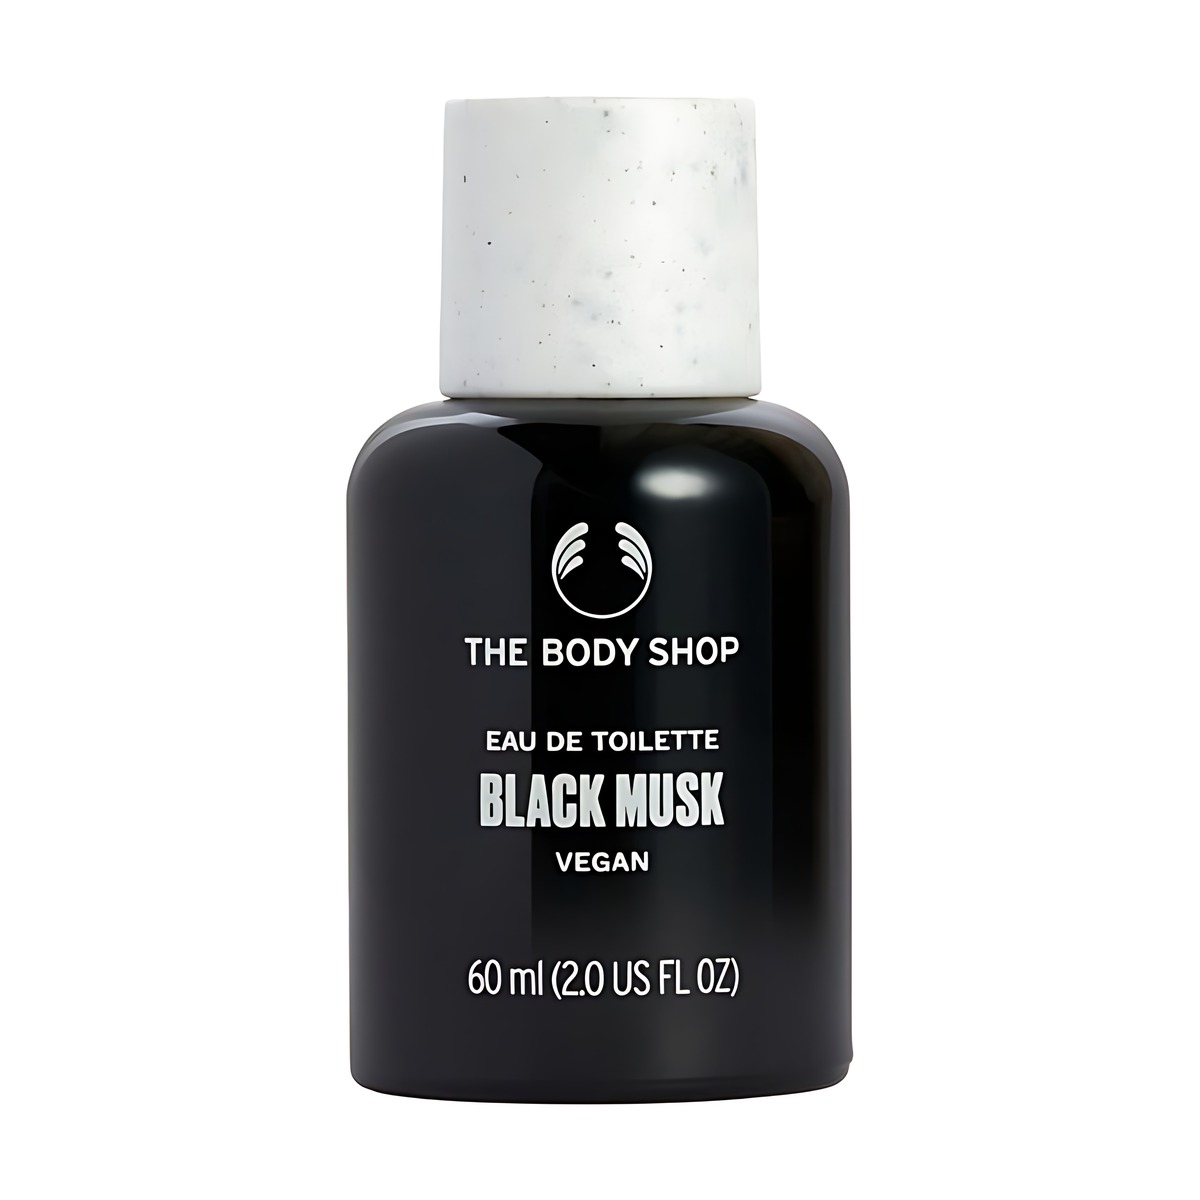 THE BODY SHOP
EAU DE TOILETTE
BLACK MUSK
VEGAN
60 ml (2.0 US FL OZ)